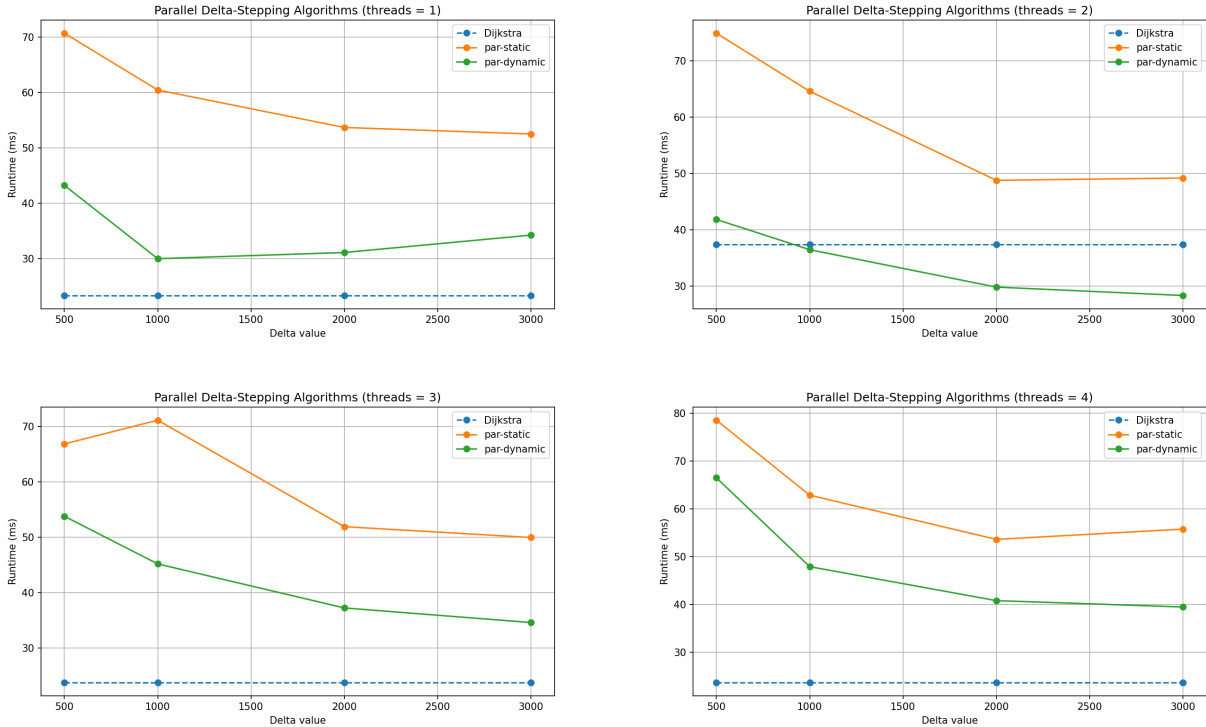 Parallel Delta-Stepping Algorithms (threads = 1)
70
60
50
40
30
Runtime (ms)
Dijkstra
par-static
par-dynamic
500 1000 1500 2000 2500 3000
Delta value
Parallel Delta-Stepping Algorithms (threads = 2)
70
60
50
40
30
Runtime (ms)
Dijkstra
par-static
par-dynamic
500 1000 1500 2000 2500 3000
Delta value
Parallel Delta-Stepping Algorithms (threads = 3)
70
60
50
40
30
Runtime (ms)
Dijkstra
par-static
par-dynamic
500 1000 1500 2000 2500 3000
Delta value
Parallel Delta-Stepping Algorithms (threads = 4)
80
70
60
50
40
30
Runtime (ms)
Dijkstra
par-static
par-dynamic
500 1000 1500 2000 2500 3000
Delta value